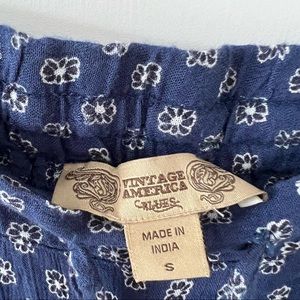 VINTAGE
AMERICA
BLUES
MADE IN
INDIA
S